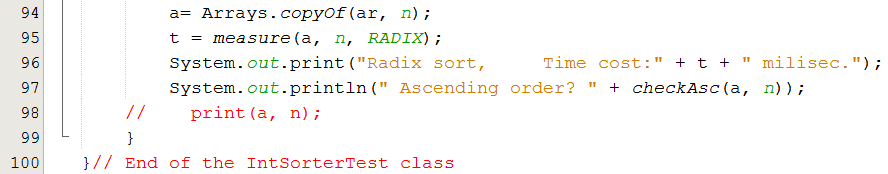 94 a= Arrays.copyOf(ar, n);
95 t = measure(a, n, RADIX);
96 System.out.print("Radix sort,     Time cost:" + t + " milisec.");
97 System.out.println(" Ascending order? " + checkAsc(a, n));
98 //    print(a, n);
99 }
100 }// End of the IntSorterTest class